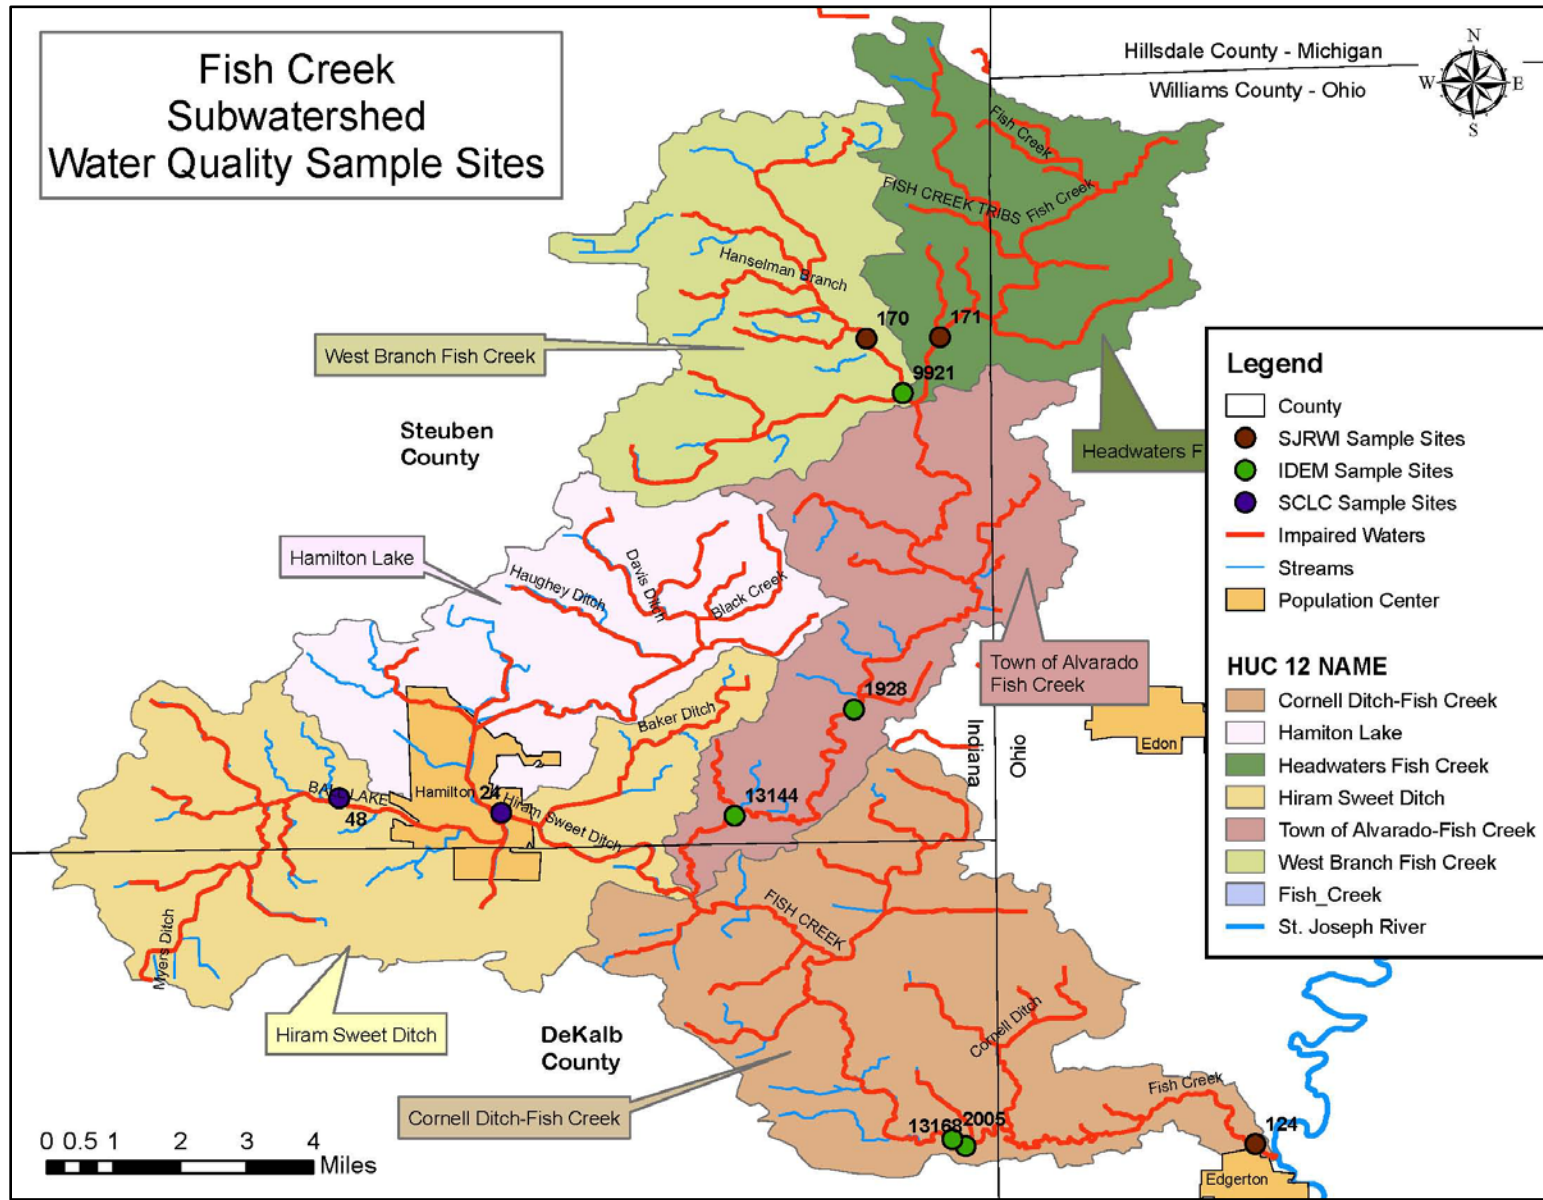 Fish Creek
Subwatershed
Water Quality Sample Sites
Hillsdale County - Michigan
Williams County - Ohio
N
W
E
S
Fish Creek
FISH CREEK TRIBS
Fish Creek
Hanselman Branch
170
171
9921
West Branch Fish Creek
Steuben
County
Headwaters F
Hamilton Lake
Haughey Ditch
Davis Ditch
Black Creek
Town of Alvarado
Fish Creek
1928
Baker Ditch
Indiana
Ohio
Edon
BALL LAKE
48
Hamilton
24
Hiram Sweet Ditch
13144
Myers Ditch
FISH CREEK
Hiram Sweet Ditch
DeKalb
County
Cornell Ditch
Cornell Ditch-Fish Creek
13168
2005
Fish Creek
124
Edgerton
0 0.5 1 2 3 4
Miles
Legend
County
SJRWI Sample Sites
IDEM Sample Sites
SCLC Sample Sites
Impaired Waters
Streams
Population Center
HUC 12 NAME
Cornell Ditch-Fish Creek
Hamiton Lake
Headwaters Fish Creek
Hiram Sweet Ditch
Town of Alvarado-Fish Creek
West Branch Fish Creek
Fish_Creek
St. Joseph River